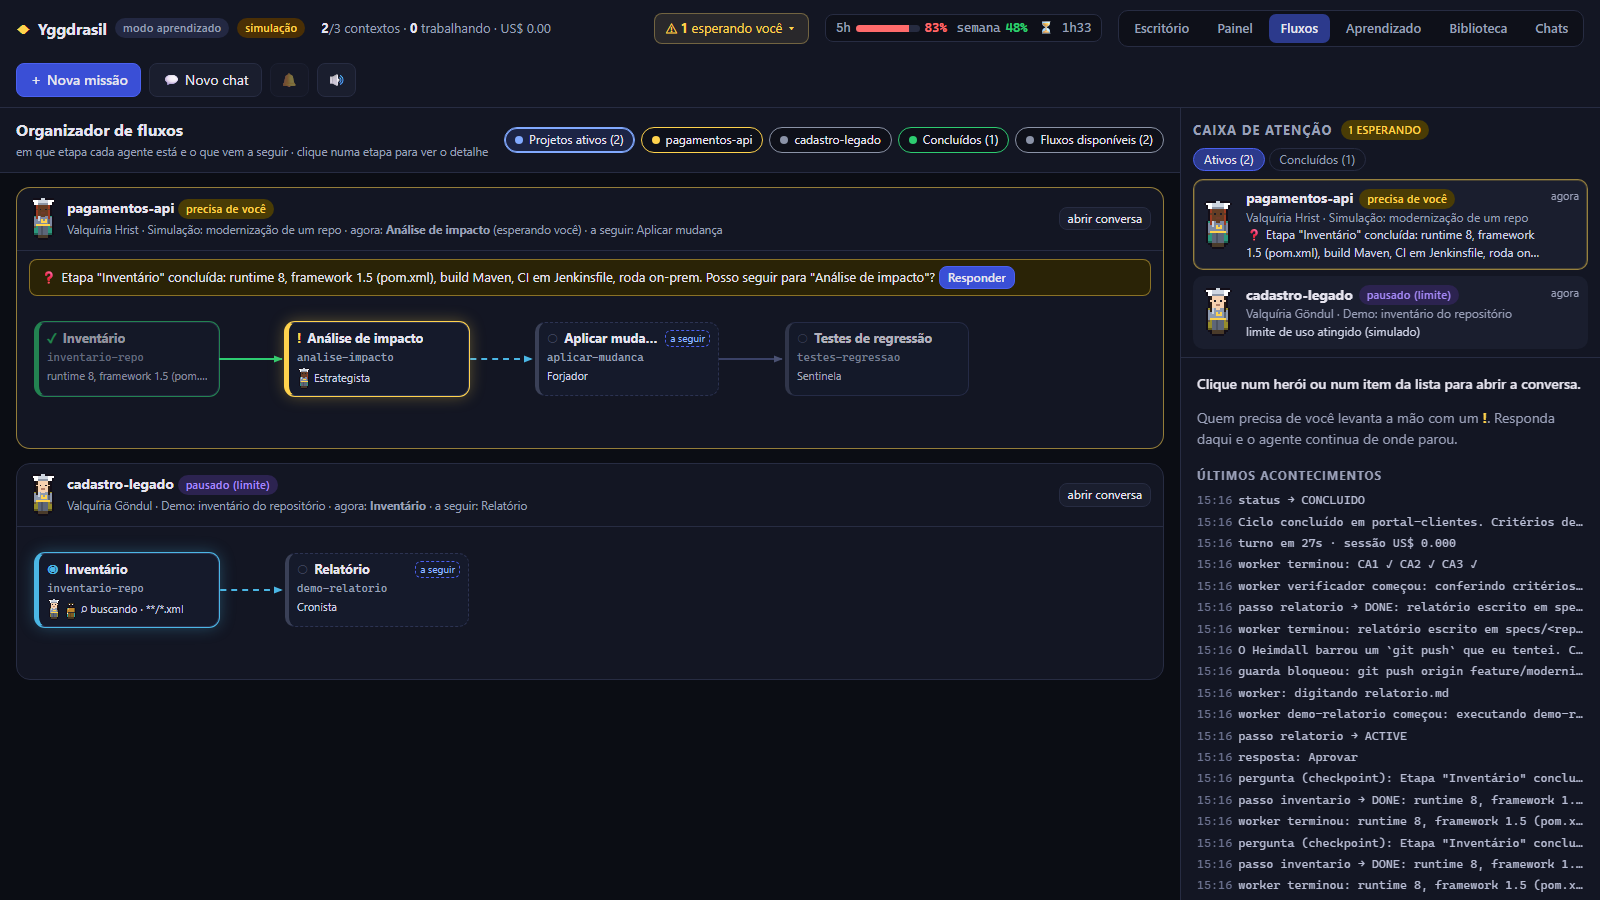 Yggdrasil modo aprendizado simulação 2/3 contextos · 0 trabalhando · US$ 0.00 ⚠ 1 esperando você 5h 83% semana 48% ⌛ 1h33 Escritório Painel Fluxos Aprendizado Biblioteca Chats
+ Nova missão Novo chat
Organizador de fluxos
em que etapa cada agente está e o que vem a seguir · clique numa etapa para ver o detalhe
Projetos ativos (2) pagamentos-api cadastro-legado Concluídos (1) Fluxos disponíveis (2)
pagamentos-api precisa de você
Valquíria Hrist · Simulação: modernização de um repo · agora: Análise de impacto (esperando você) · a seguir: Aplicar mudança
abrir conversa
❓ Etapa "Inventário" concluída: runtime 8, framework 1.5 (pom.xml), build Maven, CI em Jenkinsfile, roda on-prem. Posso seguir para "Análise de impacto"? Responder
✓ Inventário
inventario-repo
runtime 8, framework 1.5 (pom....
! Análise de impacto
analise-impacto
Estrategista
Aplicar muda... a seguir
aplicar-mudanca
Forjador
Testes de regressão
testes-regressao
Sentinela
cadastro-legado pausado (limite)
Valquíria Göndul · Demo: inventário do repositório · agora: Inventário · a seguir: Relatório
abrir conversa
Inventário
inventario-repo
buscando · **/*.xml
Relatório a seguir
demo-relatorio
Cronista
CAIXA DE ATENÇÃO 1 ESPERANDO
Ativos (2) Concluídos (1)
pagamentos-api precisa de você agora
Valquíria Hrist · Simulação: modernização de um repo
❓ Etapa "Inventário" concluída: runtime 8, framework
1.5 (pom.xml), build Maven, CI em Jenkinsfile, roda on...
cadastro-legado pausado (limite) agora
Valquíria Göndul · Demo: inventário do repositório
limite de uso atingido (simulado)
Clique num herói ou num item da lista para abrir a conversa.
Quem precisa de você levanta a mão com um !. Responda
daqui e o agente continua de onde parou.
ÚLTIMOS ACONTECIMENTOS
15:16 status → CONCLUIDO
15:16 Ciclo concluído em portal-clientes. Critérios de…
15:16 turno em 27s · sessão US$ 0.000
15:16 worker terminou: CA1 ✓ CA2 ✓ CA3 ✓
15:16 worker verificador começou: conferindo critérios…
15:16 passo relatorio → DONE: relatório escrito em spe…
15:16 worker terminou: relatório escrito em specs/<rep…
15:16 O Heimdall barrou um `git push` que eu tentei. C…
15:16 guarda bloqueou: git push origin feature/moderni…
15:16 worker: digitando relatorio.md
15:16 worker demo-relatorio começou: executando demo-r…
15:16 passo relatorio → ACTIVE
15:16 resposta: Aprovar
15:16 pergunta (checkpoint): Etapa "Inventário" conclu…
15:16 passo inventario → DONE: runtime 8, framework 1.…
15:16 worker terminou: runtime 8, framework 1.5 (pom.x…
15:16 pergunta (checkpoint): Etapa "Inventário" conclu…
15:16 passo inventario → DONE: runtime 8, framework 1.…
15:16 worker terminou: runtime 8, framework 1.5 (pom.x…